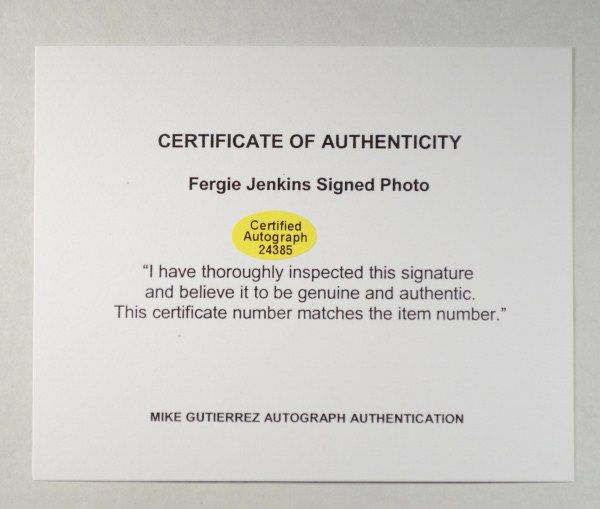 CERTIFICATE OF AUTHENTICITY
Fergie Jenkins Signed Photo
Certified
Autograph
24385
“I have thoroughly inspected this signature
and believe it to be genuine and authentic.
This certificate number matches the item number.”
MIKE GUTIERREZ AUTOGRAPH AUTHENTICATION